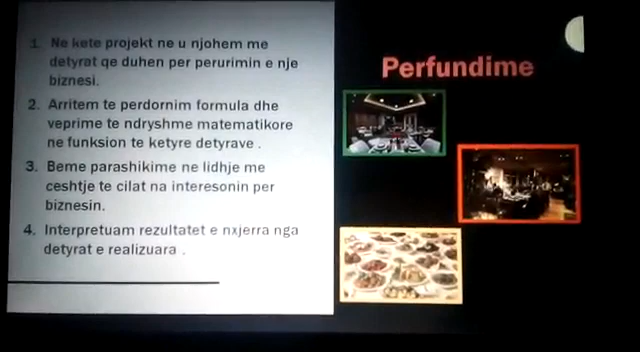 1. Ne kete projekt ne u njohem me
detyrat qe duhen per perurimin e nje
biznesi.
2. Arritem te perdornim formula dhe
veprime te ndryshme matematikore
ne funksion te ketyre detyrave .
3. Beme parashikime ne lidhje me
ceshtje te cilat na interesonin per
biznesin.
4. Interpretuam rezultatet e nxjerra nga
detyrat e realizuara .
Perfundime